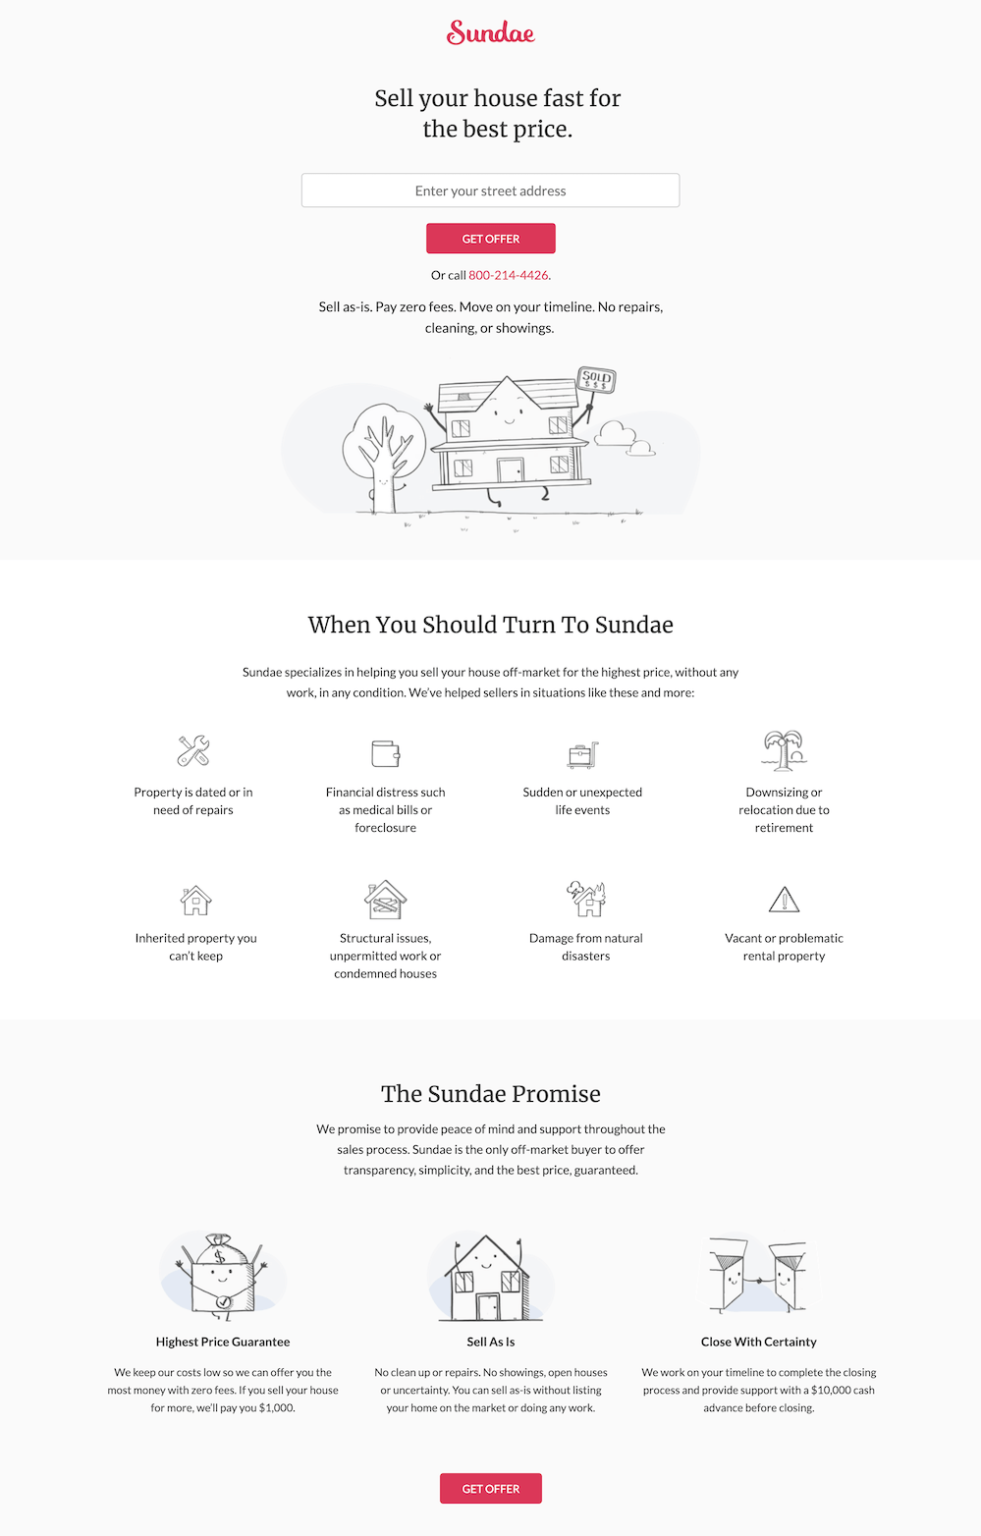 Sundae
Sell your house fast for
the best price.
Enter your street address
GET OFFER
Or call 800-214-4426.
Sell as-is. Pay zero fees. Move on your timeline. No repairs,
cleaning, or showings.
SOLD
$ $ $
When You Should Turn To Sundae
Sundae specializes in helping you sell your house off-market for the highest price, without any
work, in any condition. We've helped sellers in situations like these and more:
Property is dated or in
need of repairs
Financial distress such
as medical bills or
foreclosure
Sudden or unexpected
life events
Downsizing or
relocation due to
retirement
Inherited property you
can't keep
Structural issues,
unpermitted work or
condemned houses
Damage from natural
disasters
Vacant or problematic
rental property
The Sundae Promise
We promise to provide peace of mind and support throughout the
sales process. Sundae is the only off-market buyer to offer
transparency, simplicity, and the best price, guaranteed.
$
Highest Price Guarantee
We keep our costs low so we can offer you the
most money with zero fees. If you sell your house
for more, we'll pay you $1,000.
Sell As Is
No clean up or repairs. No showings, open houses
or uncertainty. You can sell as-is without listing
your home on the market or doing any work.
Close With Certainty
We work on your timeline to complete the closing
process and provide support with a $10,000 cash
advance before closing.
GET OFFER